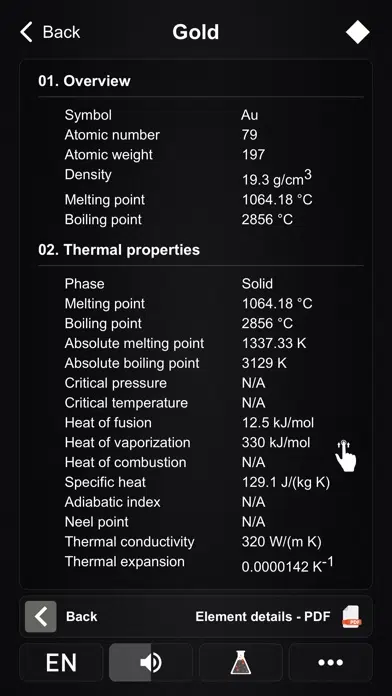 Back Gold
01. Overview
Symbol Au
Atomic number 79
Atomic weight 197
Density 19.3 g/cm³
Melting point 1064.18 °C
Boiling point 2856 °C
02. Thermal properties
Phase Solid
Melting point 1064.18 °C
Boiling point 2856 °C
Absolute melting point 1337.33 K
Absolute boiling point 3129 K
Critical pressure N/A
Critical temperature N/A
Heat of fusion 12.5 kJ/mol
Heat of vaporization 330 kJ/mol
Heat of combustion N/A
Specific heat 129.1 J/(kg K)
Adiabatic index N/A
Neel point N/A
Thermal conductivity 320 W/(m K)
Thermal expansion 0.0000142 K⁻¹
Back Element details - PDF PDF
EN